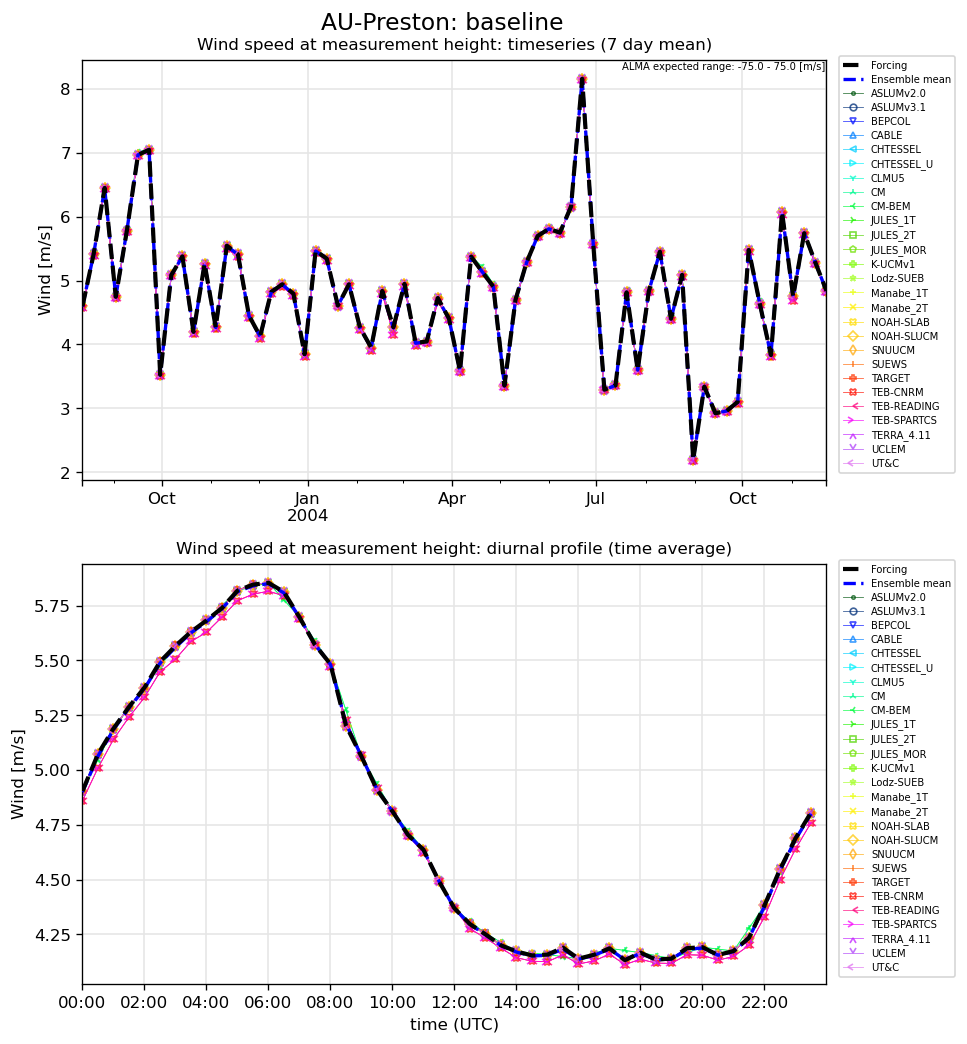 AU-Preston: baseline
Wind speed at measurement height: timeseries (7 day mean)
ALMA expected range: -75.0 - 75.0 [m/s]
Wind [m/s]
8
7
6
5
4
3
2
Oct
Jan
2004
Apr
Jul
Oct
Forcing
Ensemble mean
ASLUMv2.0
ASLUMv3.1
BEPCOL
CABLE
CHTESSEL
CHTESSEL_U
CLMU5
CM
CM-BEM
JULES_1T
JULES_2T
JULES_MOR
K-UCMv1
Lodz-SUEB
Manabe_1T
Manabe_2T
NOAH-SLAB
NOAH-SLUCM
SNUUCM
SUEWS
TARGET
TEB-CNRM
TEB-READING
TEB-SPARTCS
TERRA_4.11
UCLEM
UT&C
Wind speed at measurement height: diurnal profile (time average)
Wind [m/s]
5.75
5.50
5.25
5.00
4.75
4.50
4.25
00:00
02:00
04:00
06:00
08:00
10:00
12:00
14:00
16:00
18:00
20:00
22:00
time (UTC)
Forcing
Ensemble mean
ASLUMv2.0
ASLUMv3.1
BEPCOL
CABLE
CHTESSEL
CHTESSEL_U
CLMU5
CM
CM-BEM
JULES_1T
JULES_2T
JULES_MOR
K-UCMv1
Lodz-SUEB
Manabe_1T
Manabe_2T
NOAH-SLAB
NOAH-SLUCM
SNUUCM
SUEWS
TARGET
TEB-CNRM
TEB-READING
TEB-SPARTCS
TERRA_4.11
UCLEM
UT&C